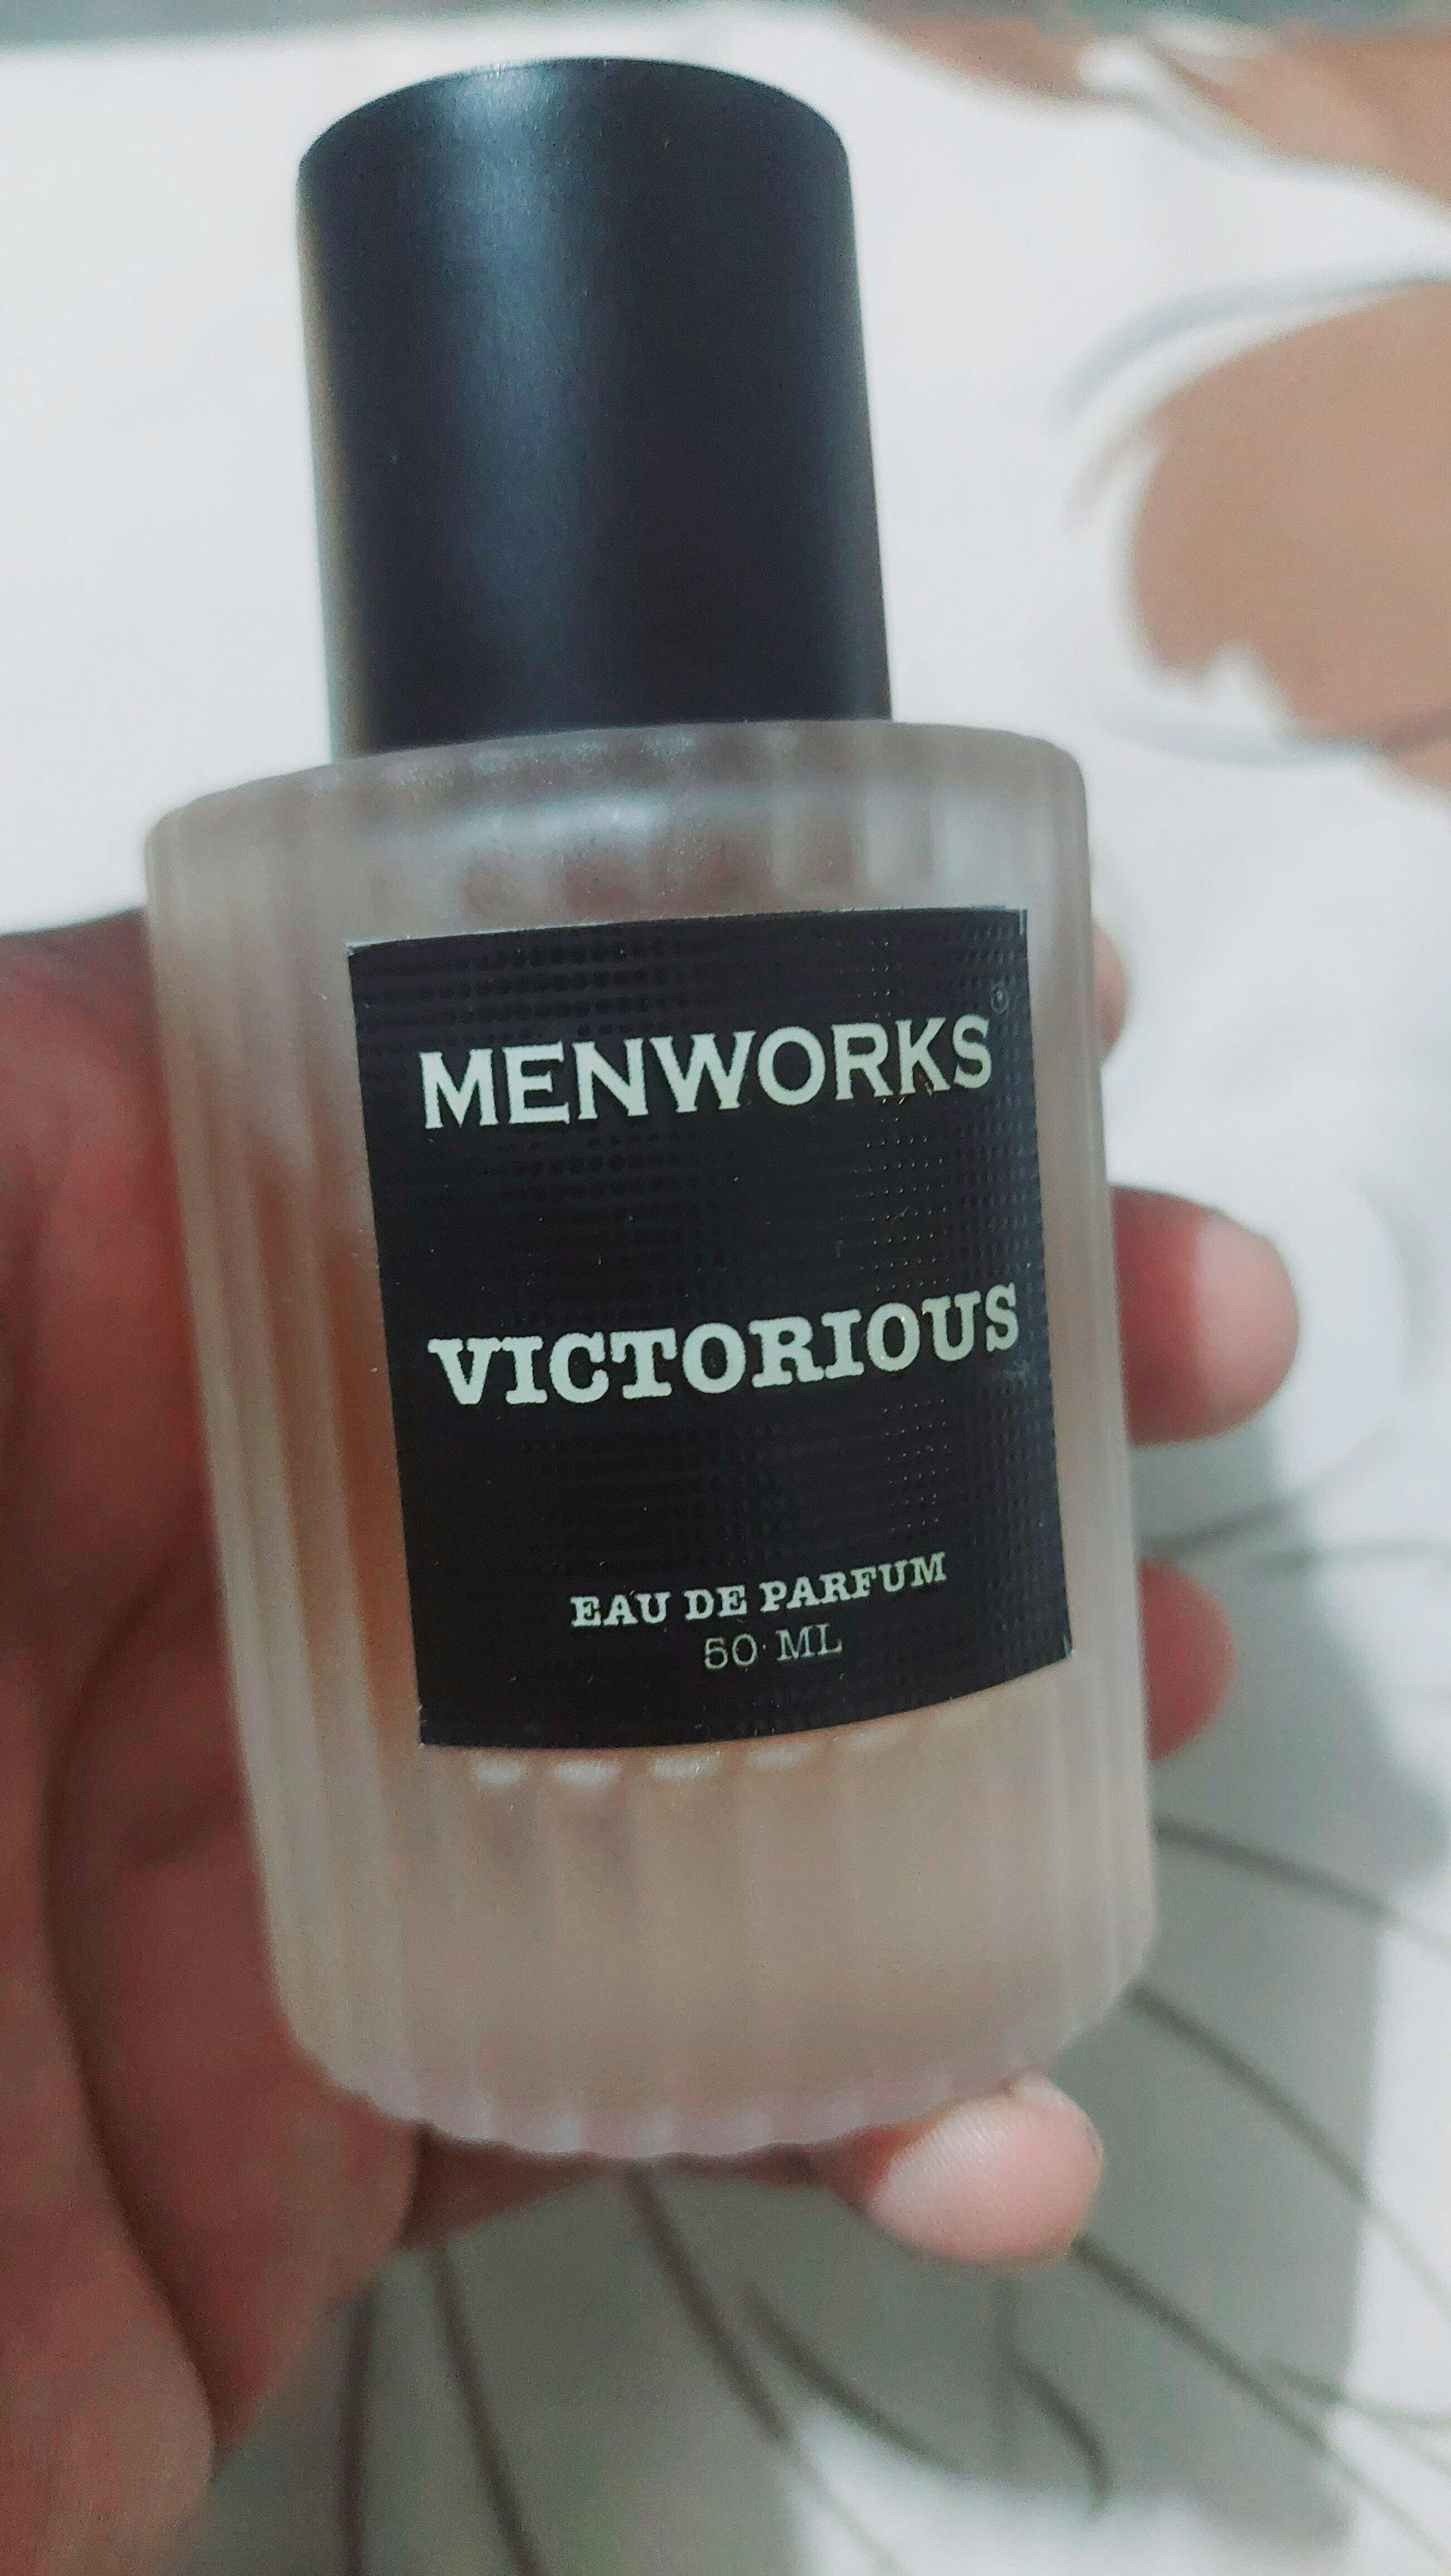 MENWORKS®
VICTORIOUS
EAU DE PARFUM
50 ML